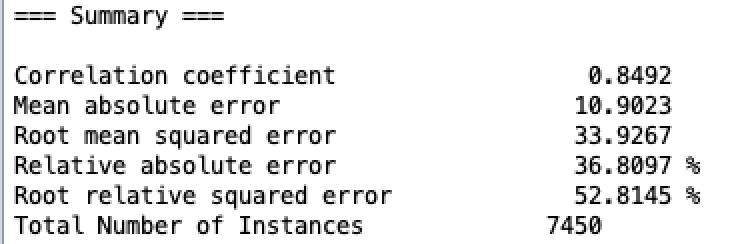 === Summary ===
Correlation coefficient 0.8492
Mean absolute error 10.9023
Root mean squared error 33.9267
Relative absolute error 36.8097 %
Root relative squared error 52.8145 %
Total Number of Instances 7450